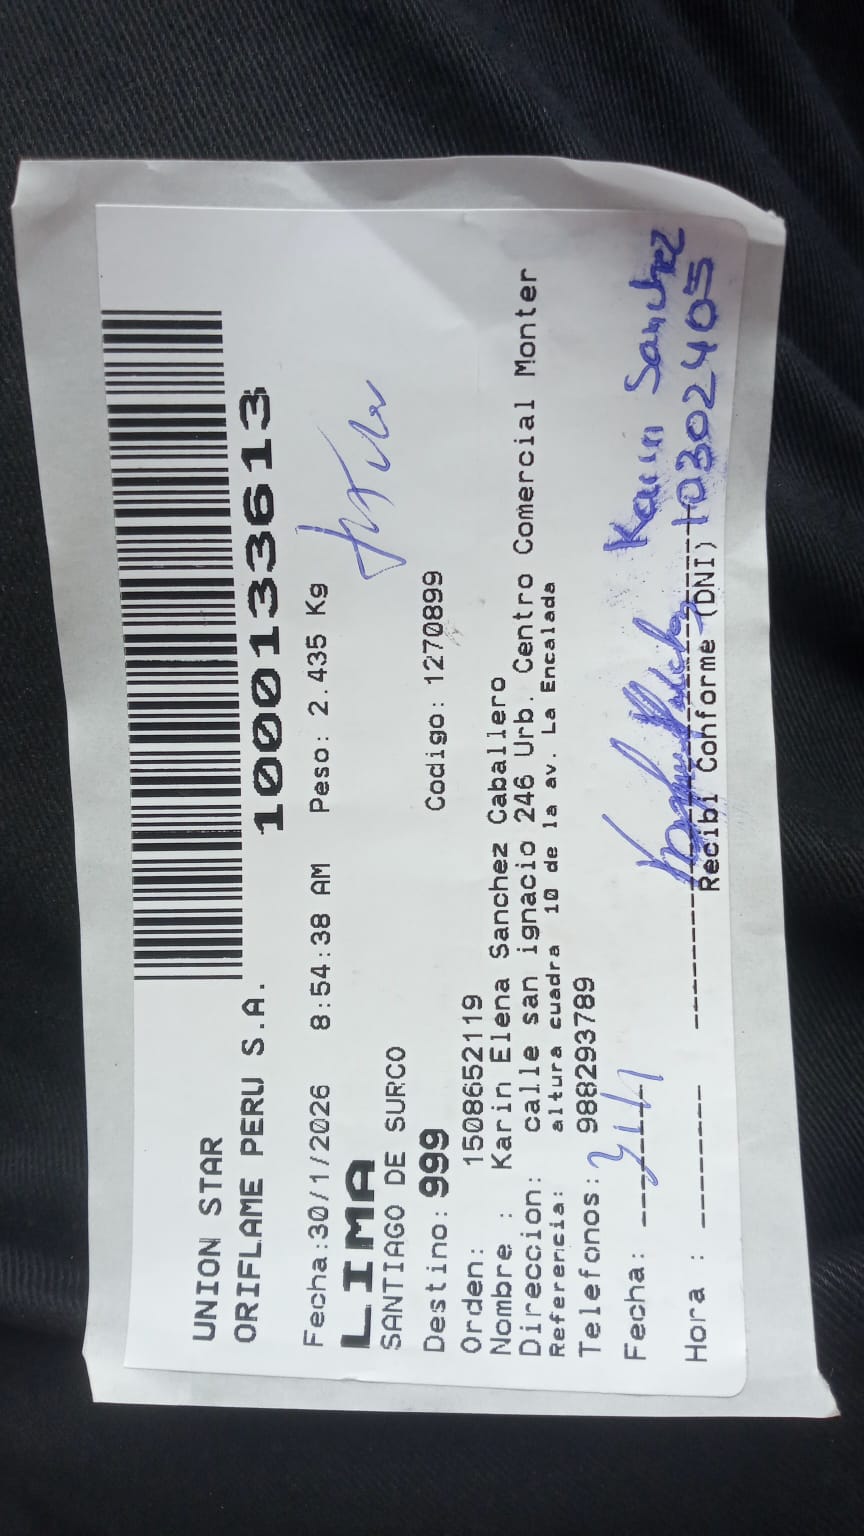 UNION STAR
ORIFLAME PERU S.A.
1000133613
Fecha:30/1/2026 8:54:38 AM Peso: 2.435 Kg
LIMA
SANTIAGO DE SURCO
Destino: 999 Codigo: 1270899
Orden: 1508652119
Nombre : Karin Elena Sanchez Caballero
Direccion: calle san ignacio 246 Urb. Centro Comercial Monter
Referencia: altura cuadra 10 de la av. La Encalada
Telefonos: 988293789
Fecha:
Karin Sanchez
Hora :
Recibi Conforme (DNI) 10302405